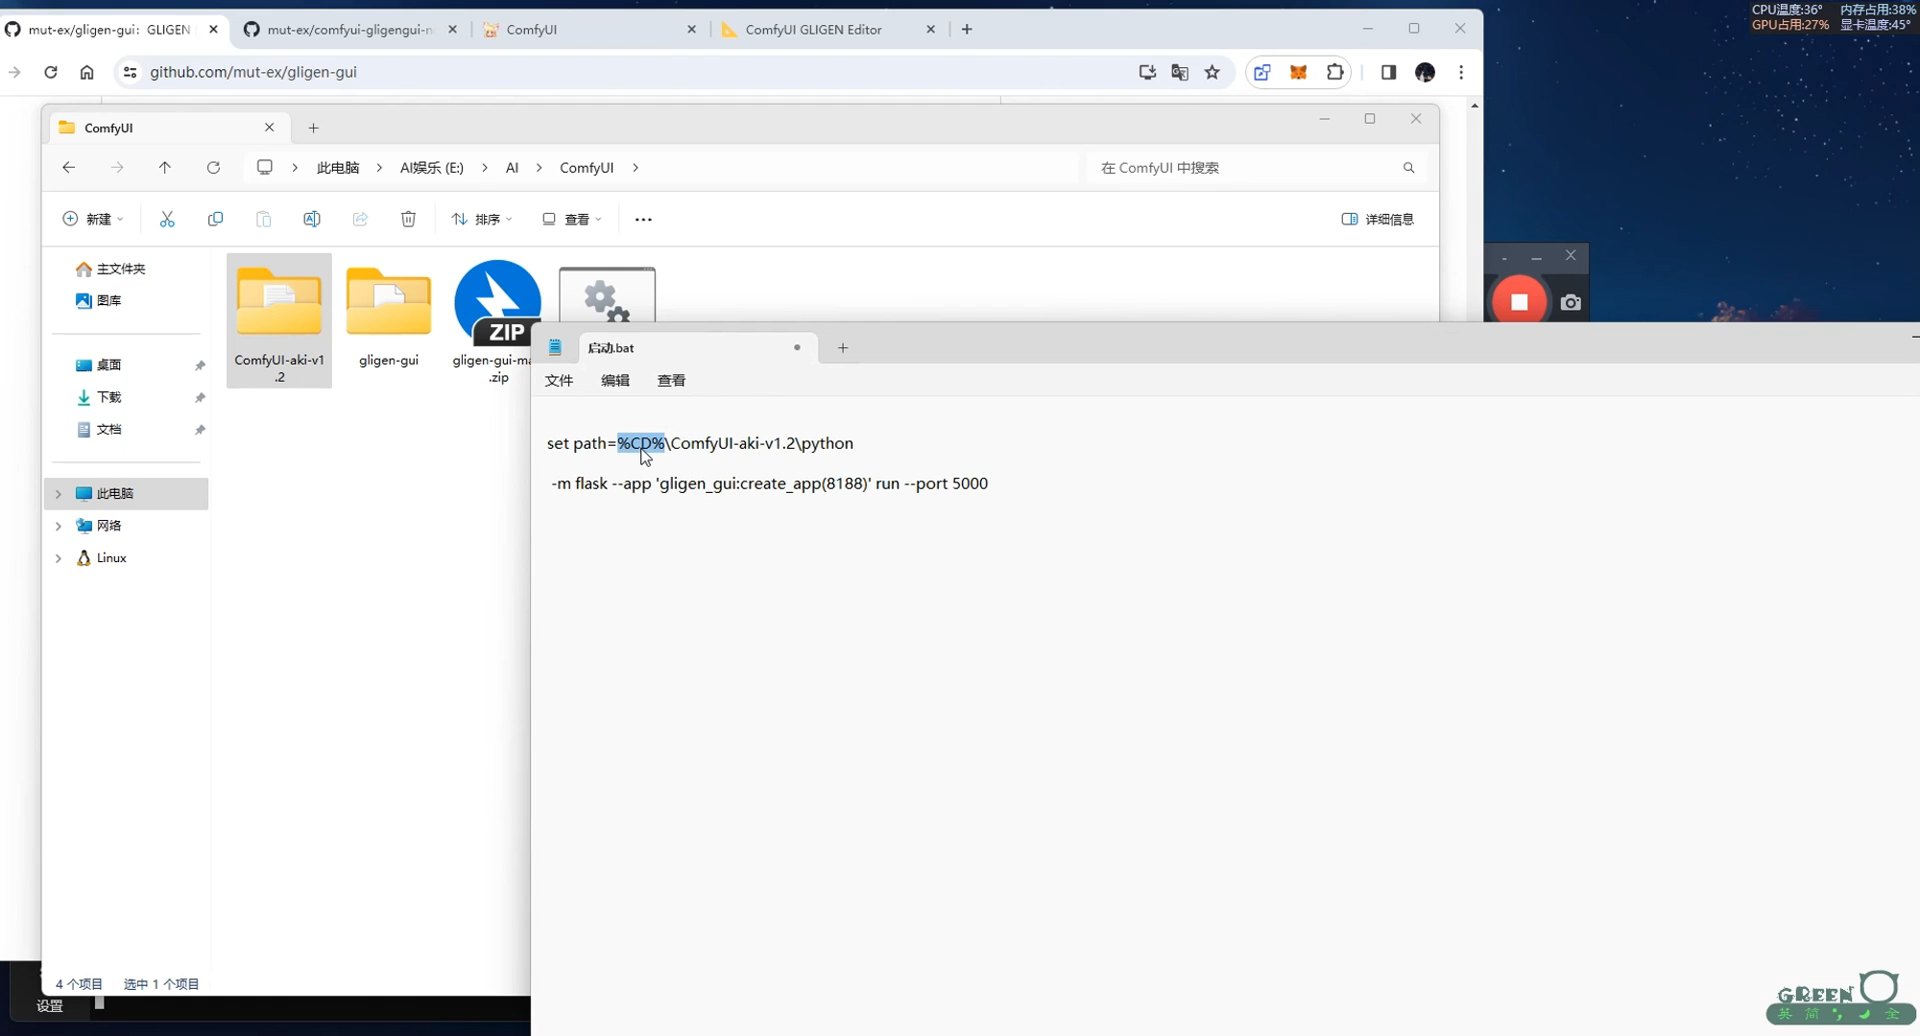 CPU温度:36° 内存占用:38%
GPU占用:27% 显卡温度:45°
mut-ex/gligen-gui: GLIGEN
mut-ex/comfyui-gligengui-n
ComfyUI
ComfyUI GLIGEN Editor
github.com/mut-ex/gligen-gui
ComfyUI
此电脑 > AI娱乐 (E:) > AI > ComfyUI >
在 ComfyUI 中搜索
新建
排序
查看
详细信息
主文件夹
图库
桌面
下载
文档
此电脑
网络
Linux
ComfyUI-aki-v1
.2
gligen-gui
ZIP
gligen-gui-ma
.zip
启动.bat
文件 编辑 查看
set path=%CD%\ComfyUI-aki-v1.2\python
-m flask --app 'gligen_gui:create_app(8188)' run --port 5000
4 个项目 选中 1 个项目
设置
GREEN
英 简 全